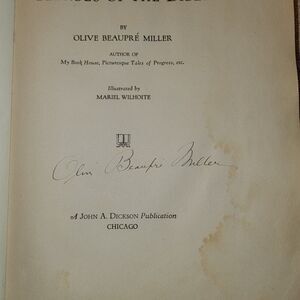 BY
OLIVE BEAUPRÉ MILLER
AUTHOR OF
My Book House, Picturesque Tales of Progress, etc.
Illustrated by
MARIEL WILHOITE
Olive Beaupré Miller
A JOHN A. DICKSON Publication
CHICAGO